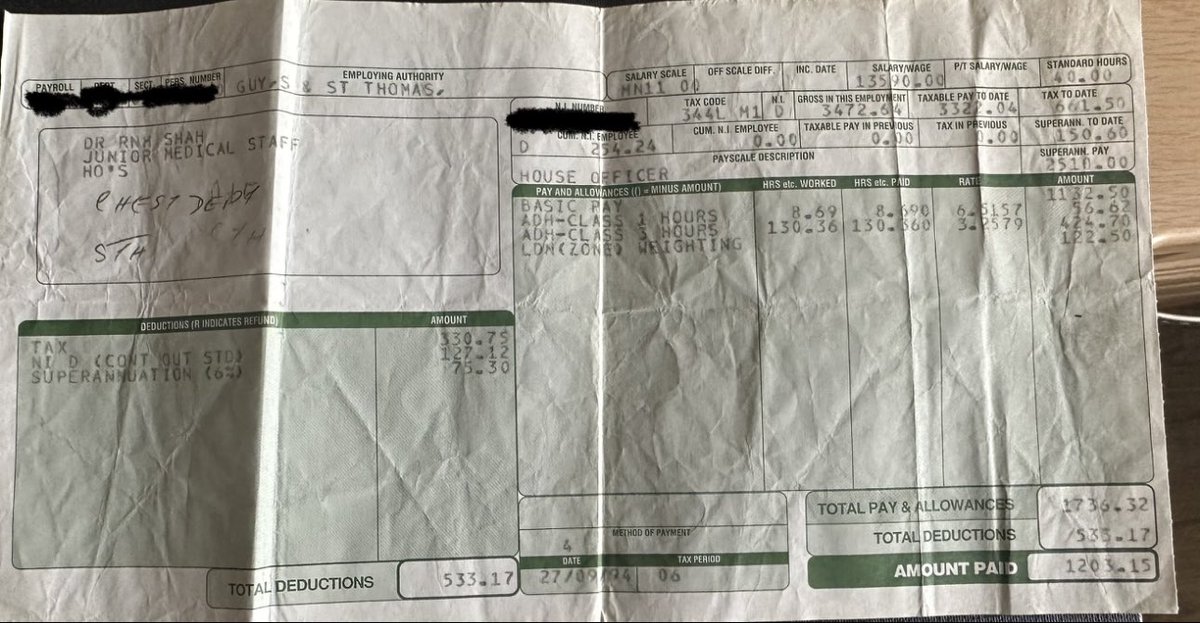 PAYROLL DEPT SECT PERS. NUMBER
EMPLOYING AUTHORITY
GUY-S & ST THOMAS.
SALARY SCALE OFF SCALE DIFF. INC. DATE SALARY/WAGE P/T SALARY/WAGE STANDARD HOURS
MN11 00 13590.00 40.00
N.I. NUMBER TAX CODE N.I. GROSS IN THIS EMPLOYMENT TAXABLE PAY TO DATE TAX TO DATE
344L M1 D 3472.64 661.50
CUM. N.I. EMPLOYEE CUM. N.I. EMPLOYEE TAXABLE PAY IN PREVIOUS TAX IN PREVIOUS SUPERANN. TO DATE
D 254.24 0.00 0.00 0.00 150.60
PAYSCALE DESCRIPTION SUPERANN. PAY
HOUSE OFFICER 2510.00
DR RNH SHAH
JUNIOR MEDICAL STAFF
HO'S
CHEST DEPT
STH
PAY AND ALLOWANCES (() = MINUS AMOUNT) HRS etc. WORKED HRS etc. PAID RATE AMOUNT
BASIC PAY 1132.50
ADH-CLASS 1 HOURS 8.69 8.690 6.5157 56.62
ADH-CLASS 3 HOURS 130.36 130.360 3.2579 424.70
LDN(ZONE) WEIGHTING 122.50
DEDUCTIONS (R INDICATES REFUND) AMOUNT
TAX 330.75
NI D (CONT OUT STD) 127.12
SUPERANNUATION (6%) 75.30
TOTAL DEDUCTIONS 533.17
METHOD OF PAYMENT
4
DATE TAX PERIOD
27/09/94 06
TOTAL PAY & ALLOWANCES 1736.32
TOTAL DEDUCTIONS 533.17
AMOUNT PAID 1203.15